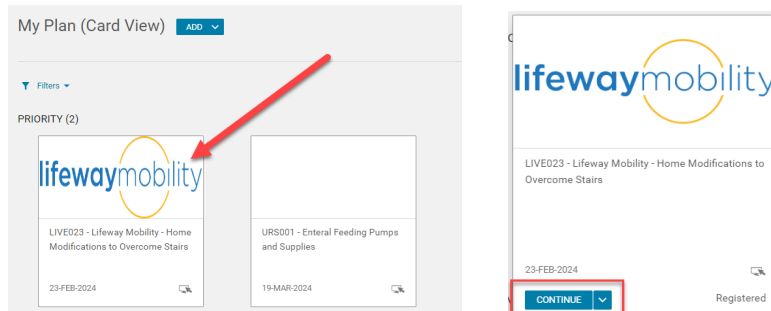 My Plan (Card View)
ADD
Filters
PRIORITY (2)
lifewaymobility
LIVE023 - Lifeway Mobility - Home
Modifications to Overcome Stairs
23-FEB-2024
URS001 - Enteral Feeding Pumps
and Supplies
19-MAR-2024
lifewaymobility
LIVE023 - Lifeway Mobility - Home Modifications to
Overcome Stairs
23-FEB-2024
CONTINUE
Registered